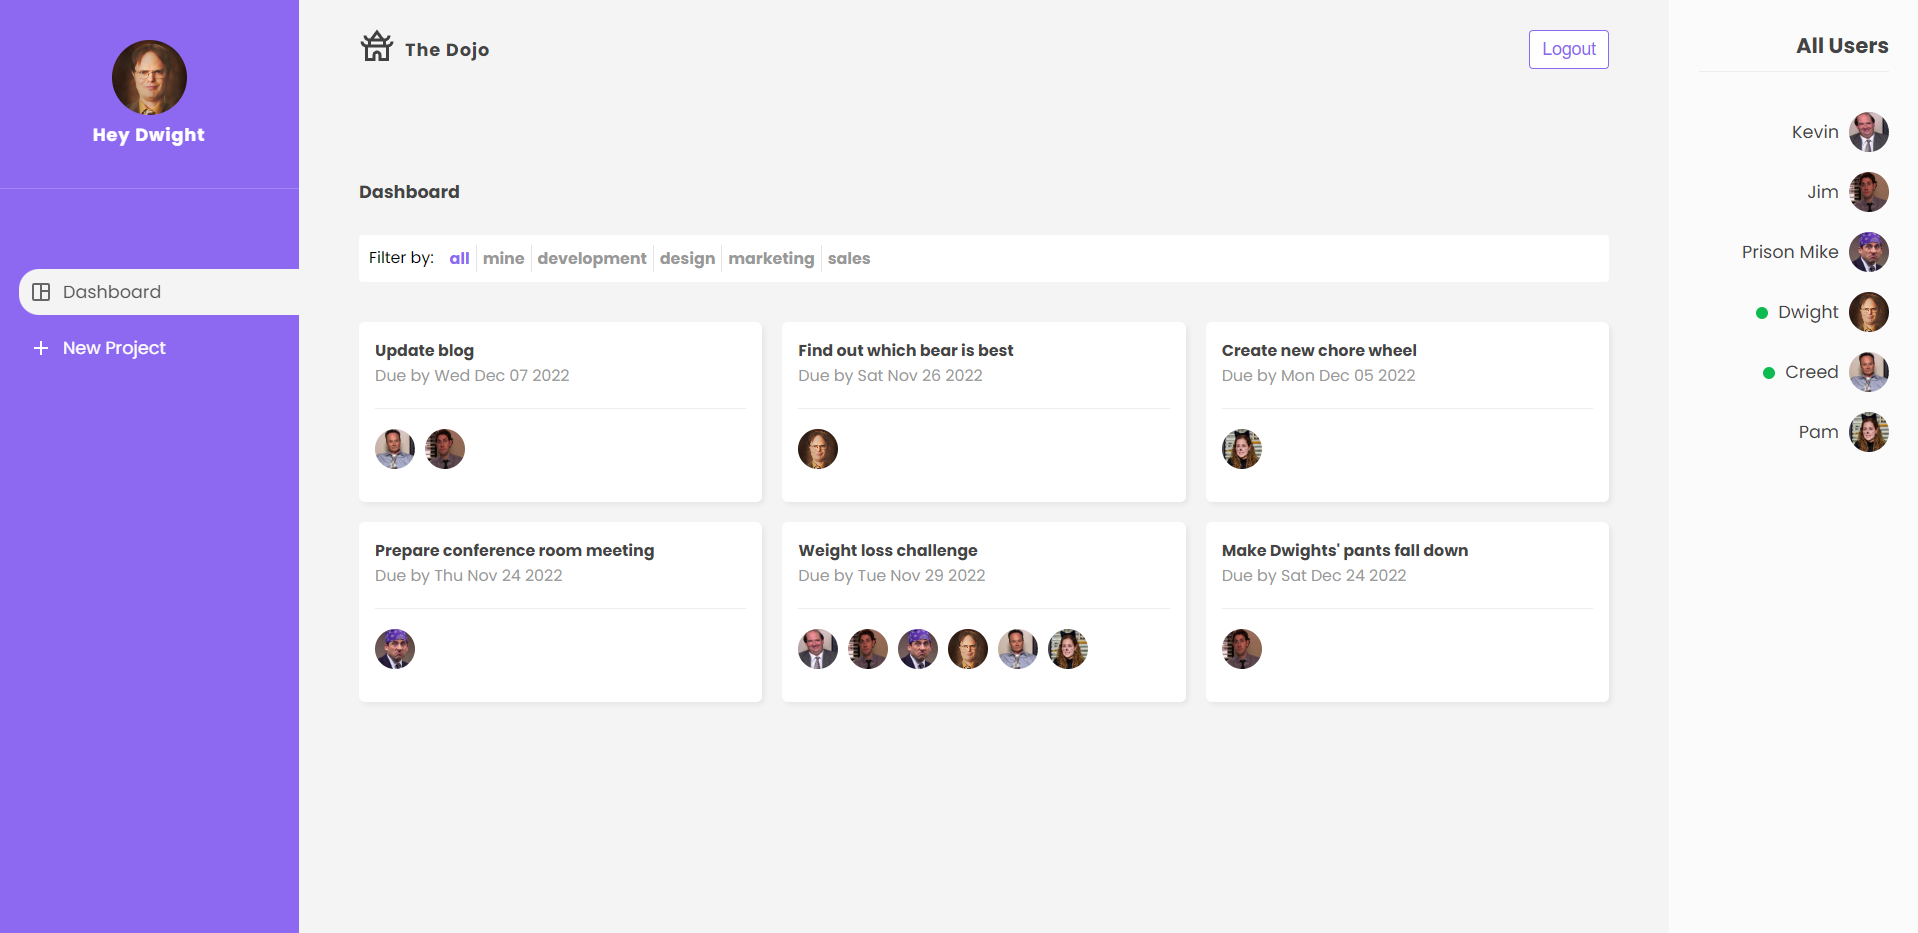 Hey Dwight
Dashboard
New Project
The Dojo
Logout
Dashboard
Filter by: all mine development design marketing sales
Update blog
Due by Wed Dec 07 2022
Find out which bear is best
Due by Sat Nov 26 2022
Create new chore wheel
Due by Mon Dec 05 2022
Prepare conference room meeting
Due by Thu Nov 24 2022
Weight loss challenge
Due by Tue Nov 29 2022
Make Dwights' pants fall down
Due by Sat Dec 24 2022
All Users
Kevin
Jim
Prison Mike
Dwight
Creed
Pam